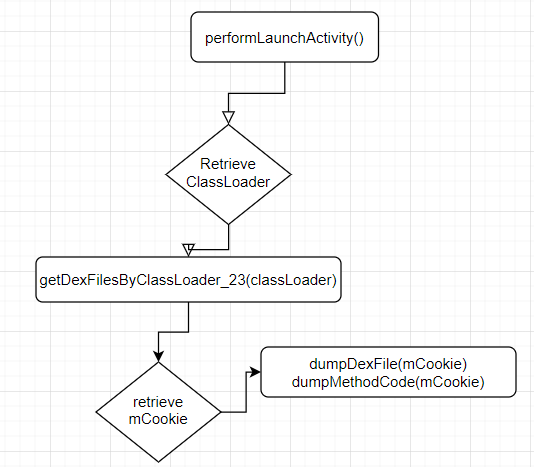 performLaunchActivity()
Retrieve
ClassLoader
getDexFilesByClassLoader_23(classLoader)
retrieve
mCookie
dumpDexFile(mCookie)
dumpMethodCode(mCookie)